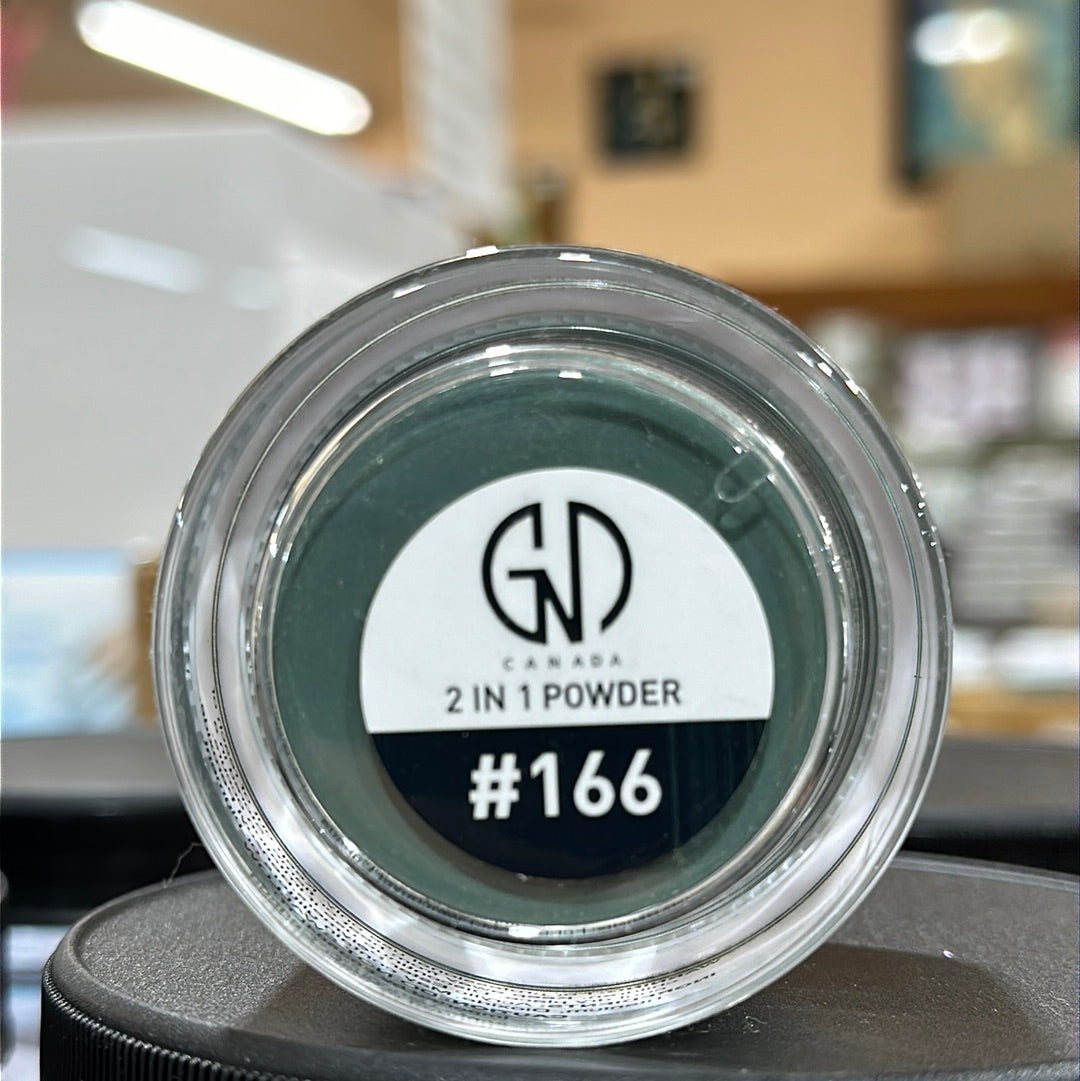 GND
CANADA
2 IN 1 POWDER
#166